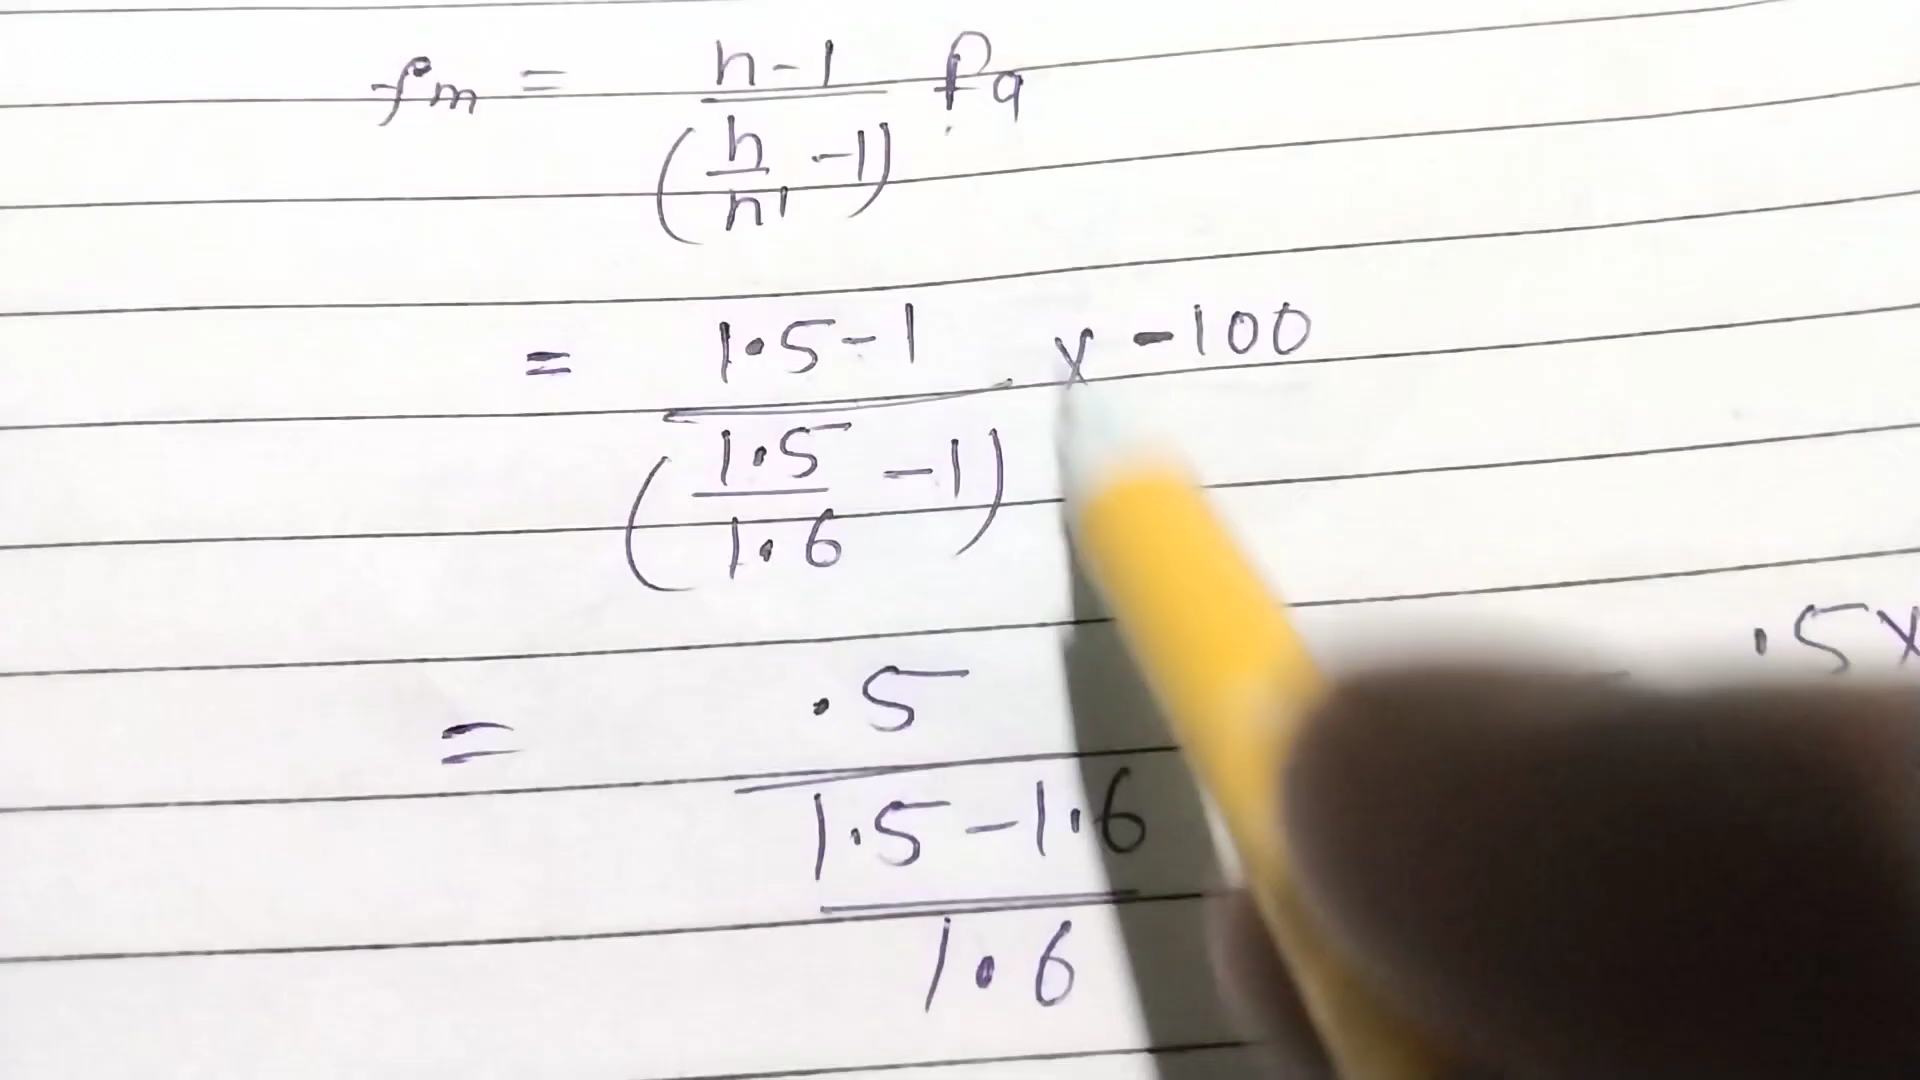 fm = n-1 fa
(n/n' -1)
= 1.5-1 x -100
(1.5/1.6 -1)
= .5 .5x
1.5-1.6
1.6